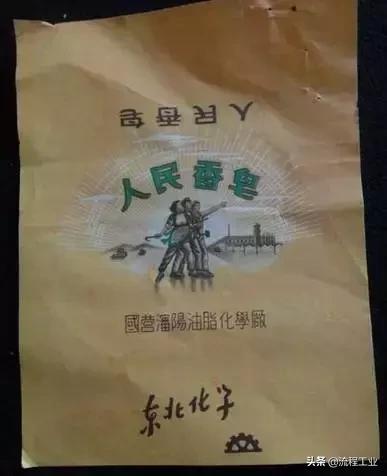 人民香皂
人民香皂
國营瀋陽油脂化學廠
东北化学
头条 @流程工业